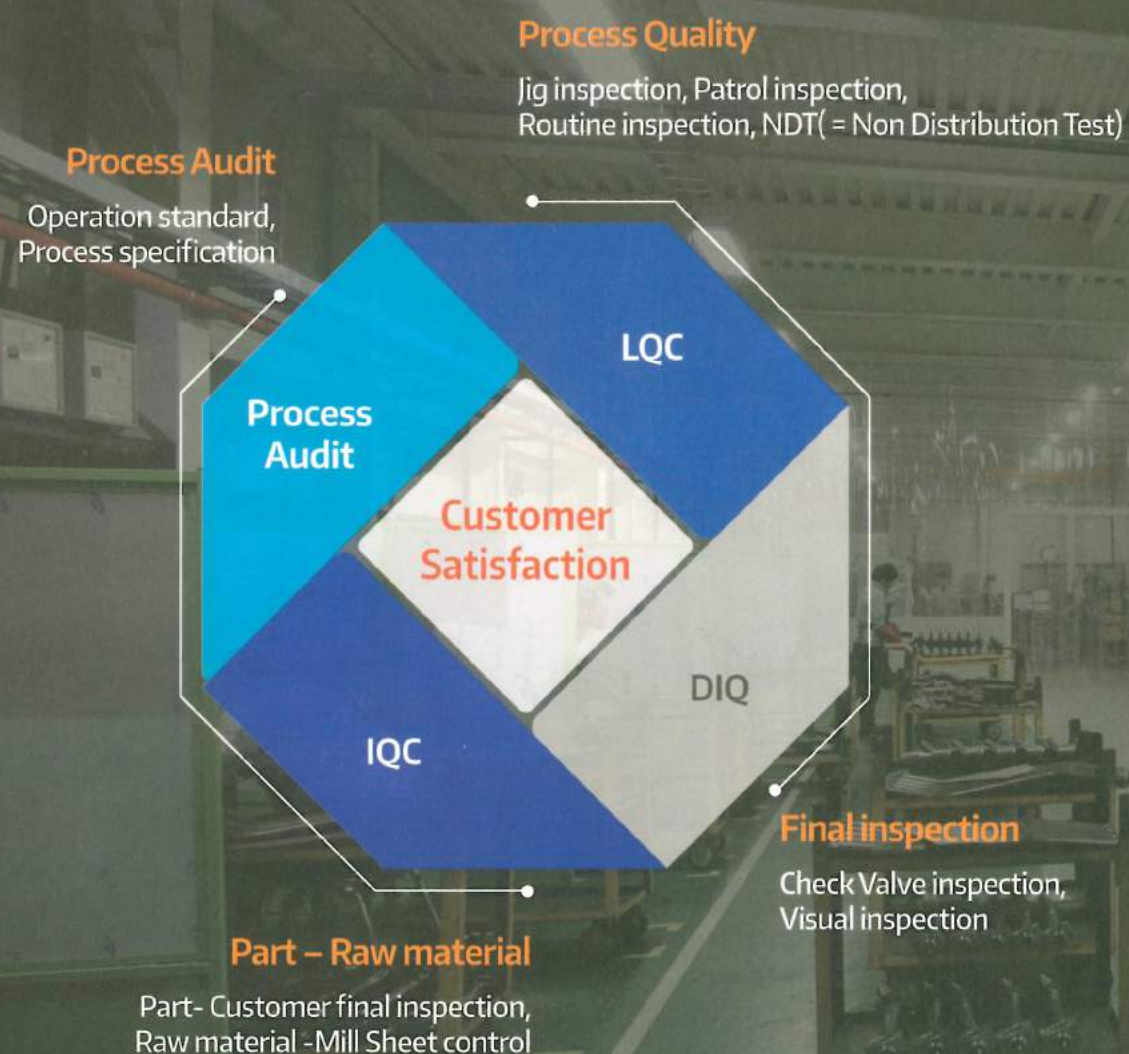 Process Quality
Jig inspection, Patrol inspection,
Routine inspection, NDT( = Non Distribution Test)
Process Audit
Operation standard,
Process specification
LQC
Process
Audit
Customer
Satisfaction
DIQ
IQC
Final inspection
Check Valve inspection,
Visual inspection
Part – Raw material
Part- Customer final inspection,
Raw material -Mill Sheet control